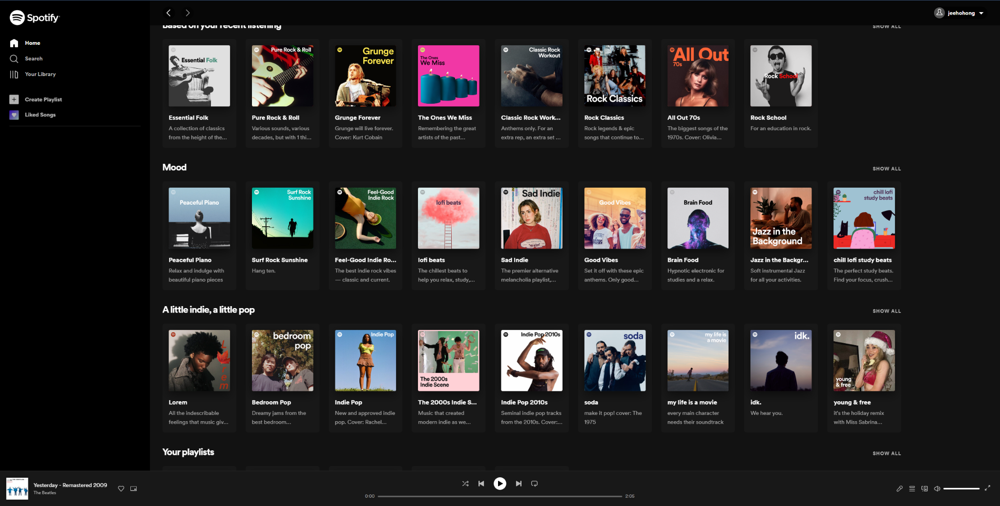 Spotify
Home
Search
Your Library
Create Playlist
Liked Songs
jeehohong
Based on your recent listening
SHOW ALL
Essential Folk
Pure Rock & Roll
Grunge
Forever
The Ones
We Miss
Classic Rock
Workout
Rock Classics
All Out
70s
Rock School
Essential Folk
Pure Rock & Roll
Grunge Forever
The Ones We Miss
Classic Rock Work...
Rock Classics
All Out 70s
Rock School
A collection of classics
from the height of the...
Various sounds, various
decades, but with 1 thi...
Grunge will live forever.
Cover: Kurt Cobain
Remembering the great
artists of the past...
Anthems only. For an
extra rep, an extra set ...
Rock legends & epic
songs that continue to...
The biggest songs of the
1970s. Cover: Olivia...
For an education in rock.
Mood
SHOW ALL
Peaceful Piano
Surf Rock
Sunshine
Feel-Good
Indie Rock
lofi beats
Sad Indie
Good Vibes
Brain Food
Jazz in the
Background
chill lofi
study beats
Peaceful Piano
Surf Rock Sunshine
Feel-Good Indie Ro...
lofi beats
Sad Indie
Good Vibes
Brain Food
Jazz in the Backgr...
chill lofi study beats
Relax and indulge with
beautiful piano pieces
Hang ten.
The best indie rock vibes
— classic and current.
The chillest beats to
help you relax, study,...
The premier alternative
melancholia playlist,...
Set it off with these epic
anthems. Only good...
Hypnotic electronic for
studies and a relax.
Soft instrumental Jazz
for all your activities.
The perfect study beats.
Find your focus, crush...
A little indie, a little pop
SHOW ALL
Lorem
bedroom
pop
Indie Pop
The 2000s
Indie Scene
Indie Pop 2010s
soda
my life is
a movie
idk.
young
& free
Lorem
Bedroom Pop
Indie Pop
The 2000s Indie S...
Indie Pop 2010s
soda
my life is a movie
idk.
young & free
All the indescribable
feelings that music giv...
Dreamy jams from the
best bedroom...
New and approved indie
pop. Cover: Rachel...
Music that created
modern indie as we...
Seminal indie pop tracks
from the 2010s. Cover:...
make it pop! cover: The
1975
every main character
needs their soundtrack
We hear you.
it's the holiday remix
with Miss Sabrina...
Your playlists
SHOW ALL
Yesterday - Remastered 2009
The Beatles
0:00
2:05